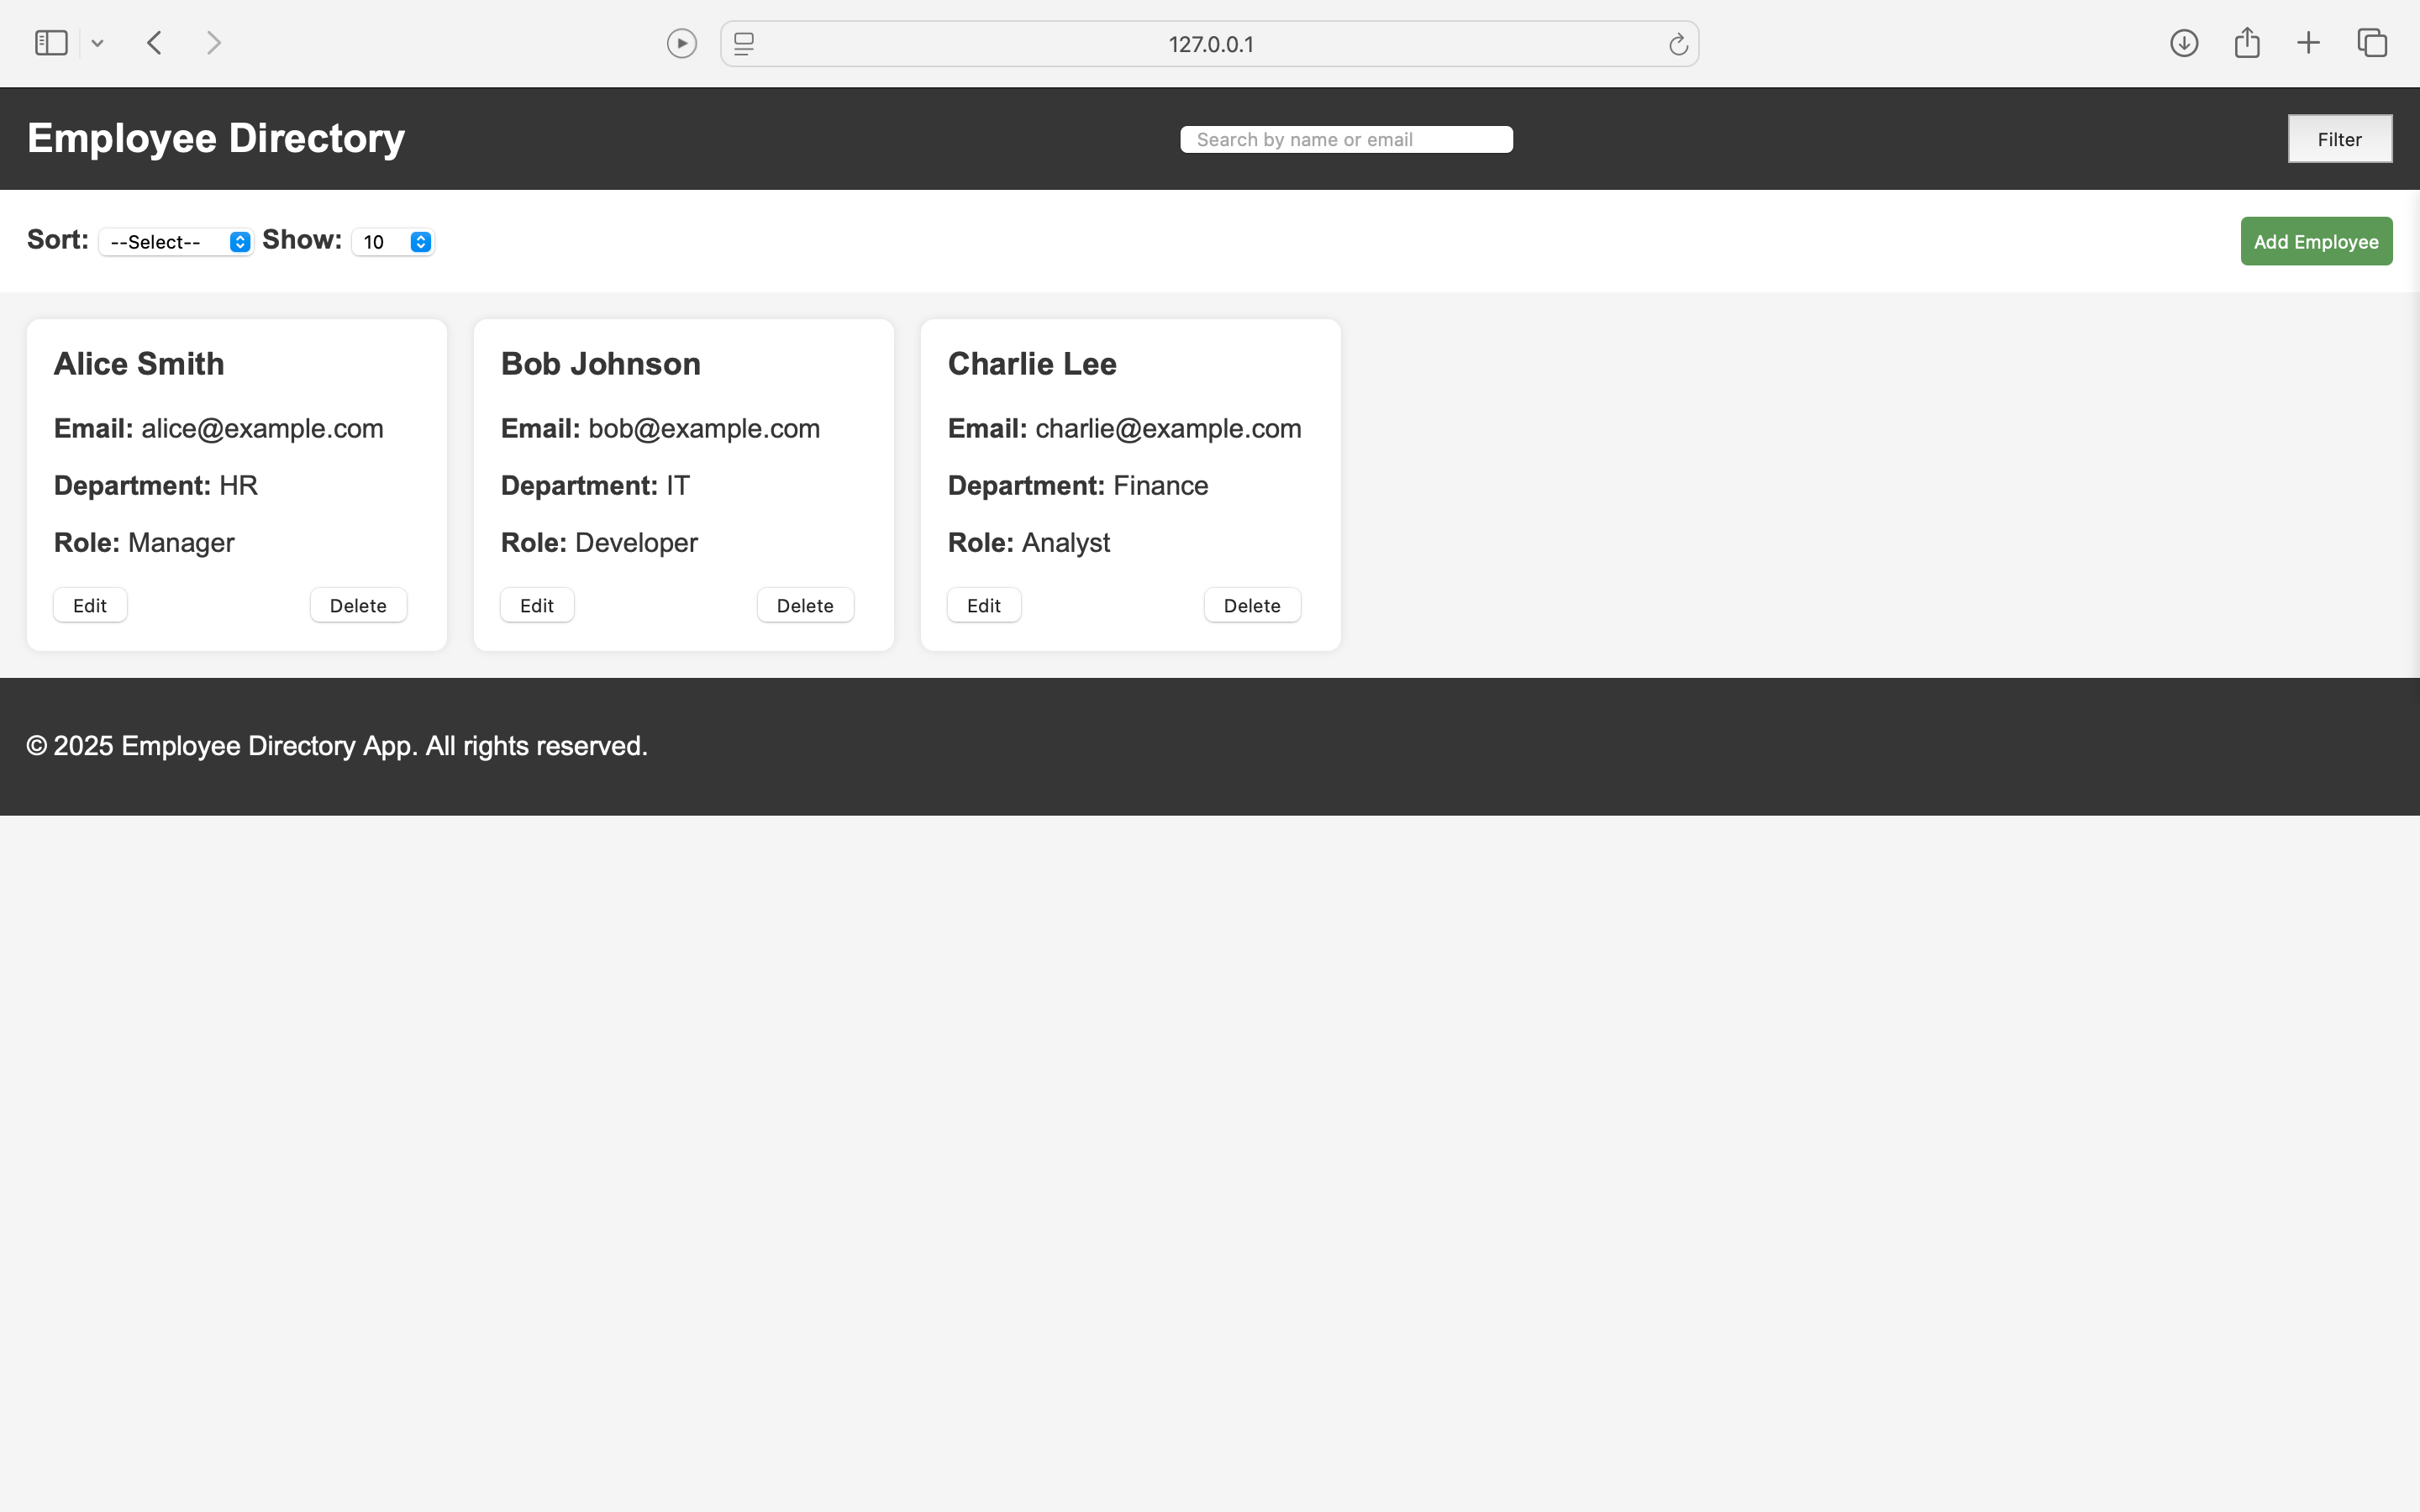 127.0.0.1
Employee Directory
Search by name or email
Filter
Sort: --Select-- Show: 10
Add Employee
Alice Smith
Email: alice@example.com
Department: HR
Role: Manager
Edit
Delete
Bob Johnson
Email: bob@example.com
Department: IT
Role: Developer
Edit
Delete
Charlie Lee
Email: charlie@example.com
Department: Finance
Role: Analyst
Edit
Delete
© 2025 Employee Directory App. All rights reserved.